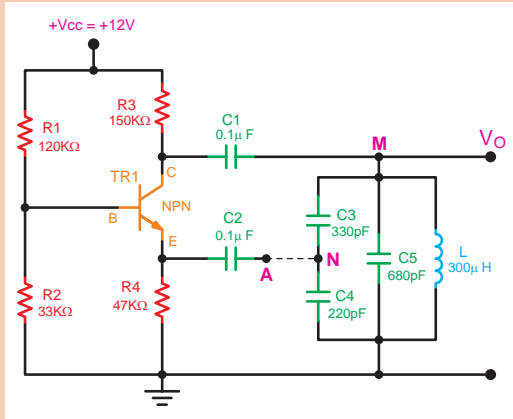 +Vcc = +12V
R1
120KΩ
R3
150KΩ
C1
0.1µ F
M
VO
TR1
C
NPN
B
E
C2
0.1µ F
A
N
C3
330pF
C5
680pF
L
300µ H
C4
220pF
R2
33KΩ
R4
47KΩ